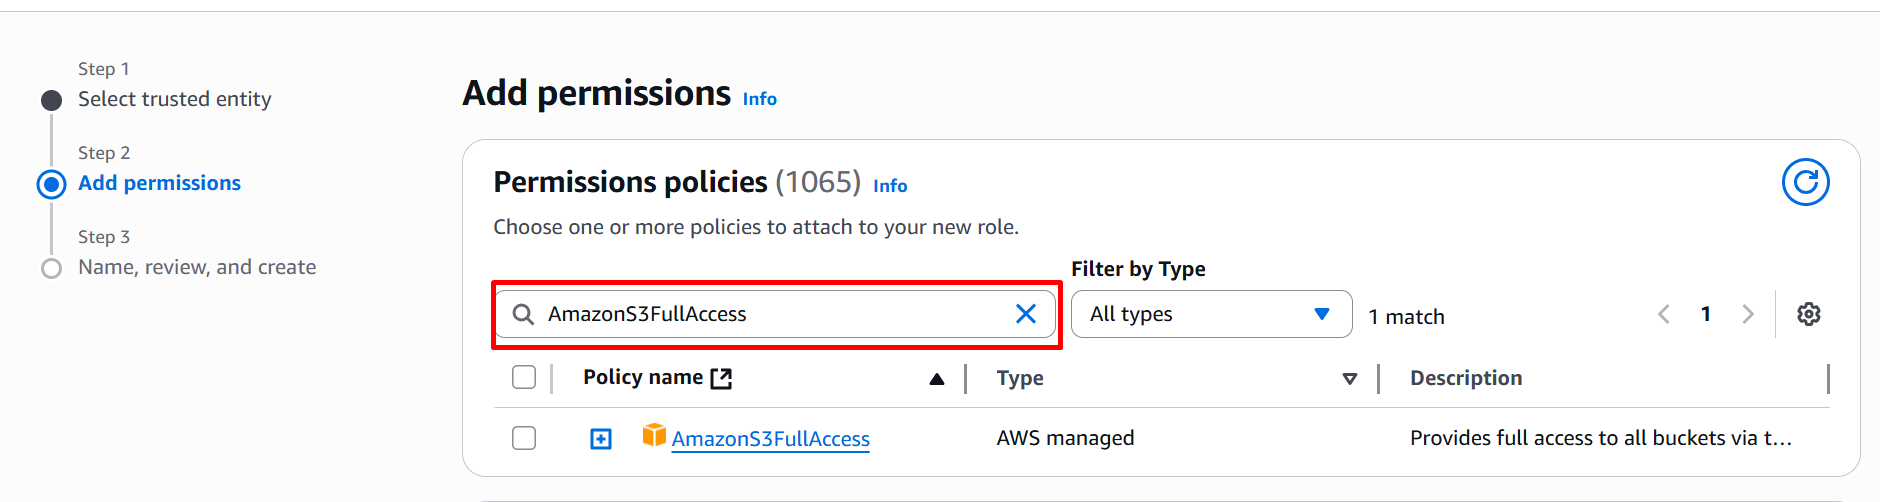 Step 1
Select trusted entity
Step 2
Add permissions
Step 3
Name, review, and create
Add permissions Info
Permissions policies (1065) Info
Choose one or more policies to attach to your new role.
Filter by Type
AmazonS3FullAccess
All types
1 match
1
Policy name
Type
Description
AmazonS3FullAccess
AWS managed
Provides full access to all buckets via t...